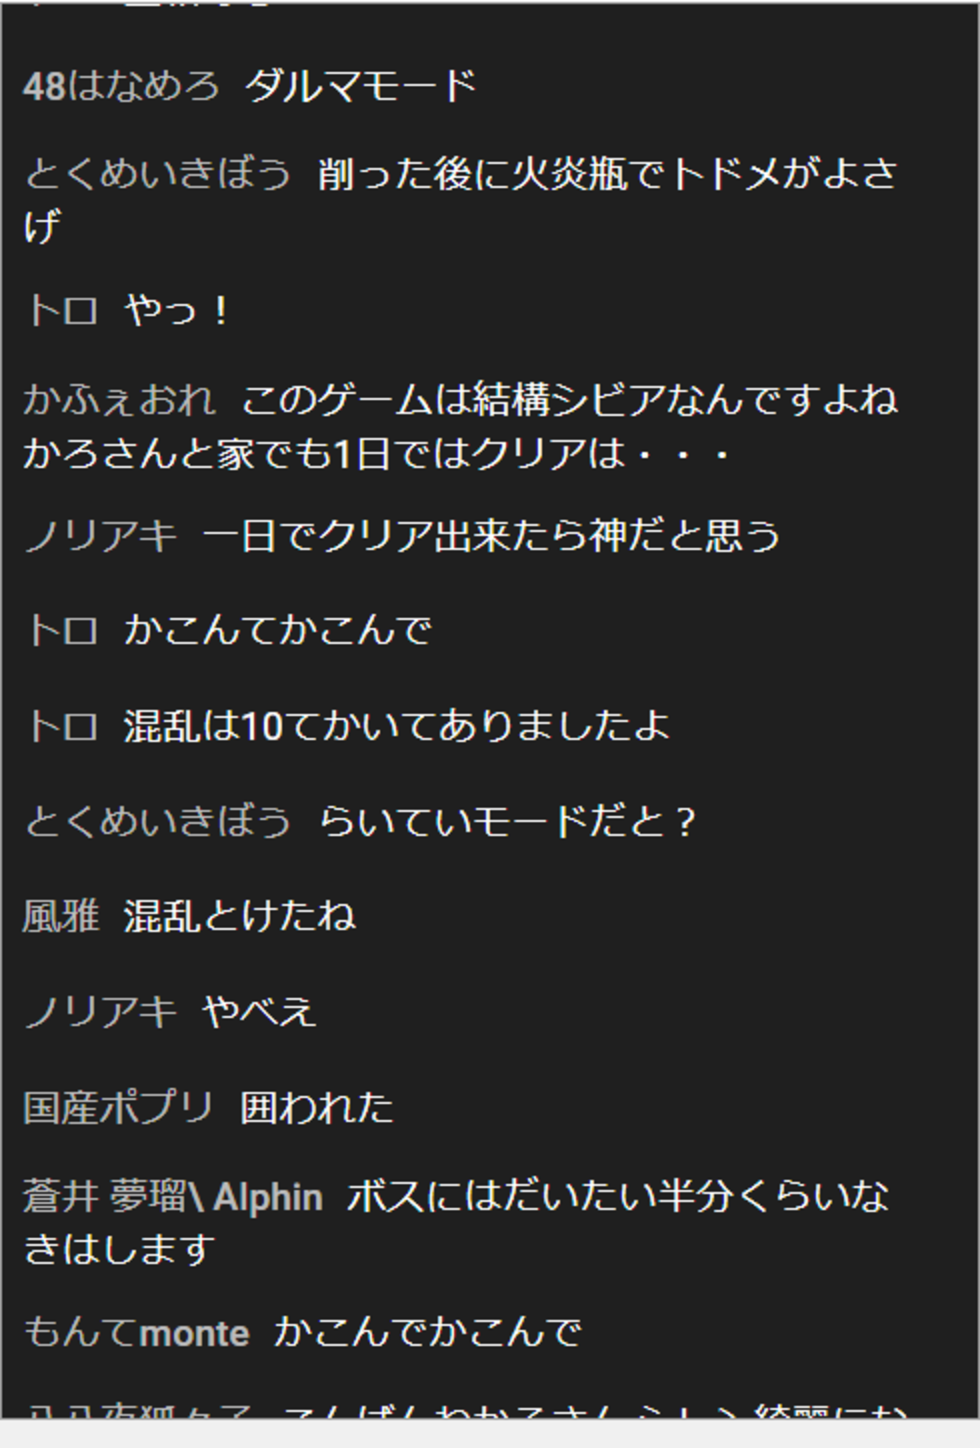 48はなめろ ダルマモード
とくめいきぼう 削った後に火炎瓶でトドメがよさ
げ
トロ やっ！
かふぇおれ このゲームは結構シビアなんですよね
かろさんと家でも1日ではクリアは・・・
ノリアキ 一日でクリア出来たら神だと思う
トロ かこんてかこんで
トロ 混乱は10てかいてありましたよ
とくめいきぼう らいていモードだと？
風雅 混乱とけたね
ノリアキ やべえ
国産ポプリ 囲われた
蒼井 夢瑠\ Alphin ボスにはだいたい半分くらいな
きはします
もんてmonte かこんでかこんで